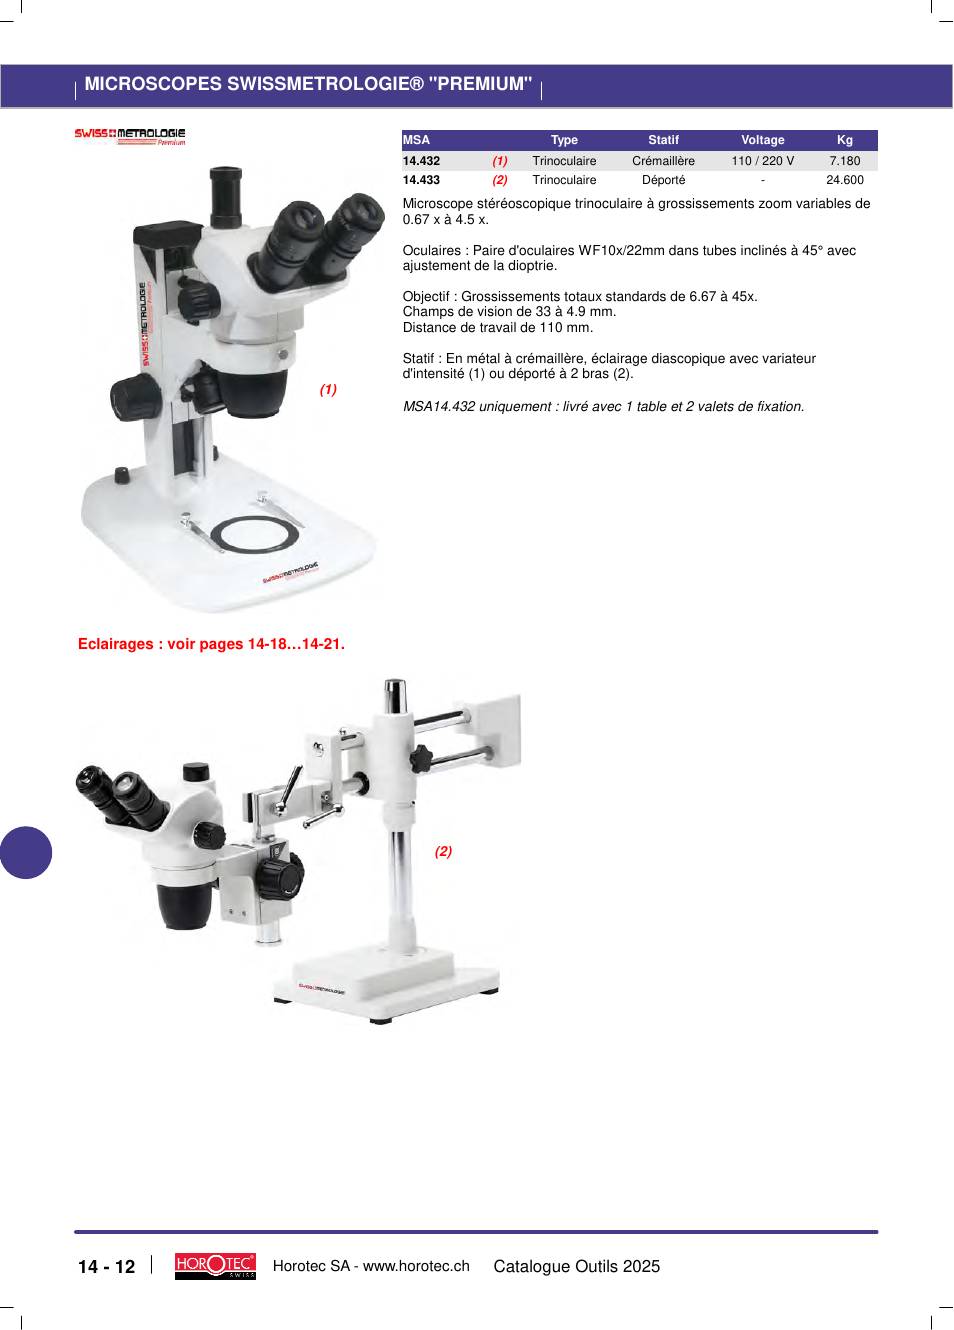 MICROSCOPES SWISSMETROLOGIE® "PREMIUM"
SWISS METROLOGIE
Premium
MSA Type Statif Voltage Kg
14.432 (1) Trinoculaire Crémaillère 110 / 220 V 7.180
14.433 (2) Trinoculaire Déporté - 24.600
Microscope stéréoscopique trinoculaire à grossissements zoom variables de
0.67 x à 4.5 x.
Oculaires : Paire d'oculaires WF10x/22mm dans tubes inclinés à 45° avec
ajustement de la dioptrie.
Objectif : Grossissements totaux standards de 6.67 à 45x.
Champs de vision de 33 à 4.9 mm.
Distance de travail de 110 mm.
Statif : En métal à crémaillère, éclairage diascopique avec variateur
d'intensité (1) ou déporté à 2 bras (2).
MSA14.432 uniquement : livré avec 1 table et 2 valets de fixation.
SWISS METROLOGIE
(1)
SWISS METROLOGIE
Eclairages : voir pages 14-18…14-21.
(2)
SWISS METROLOGIE
14 - 12
HOROTEC®
SWISS
Horotec SA - www.horotec.ch
Catalogue Outils 2025